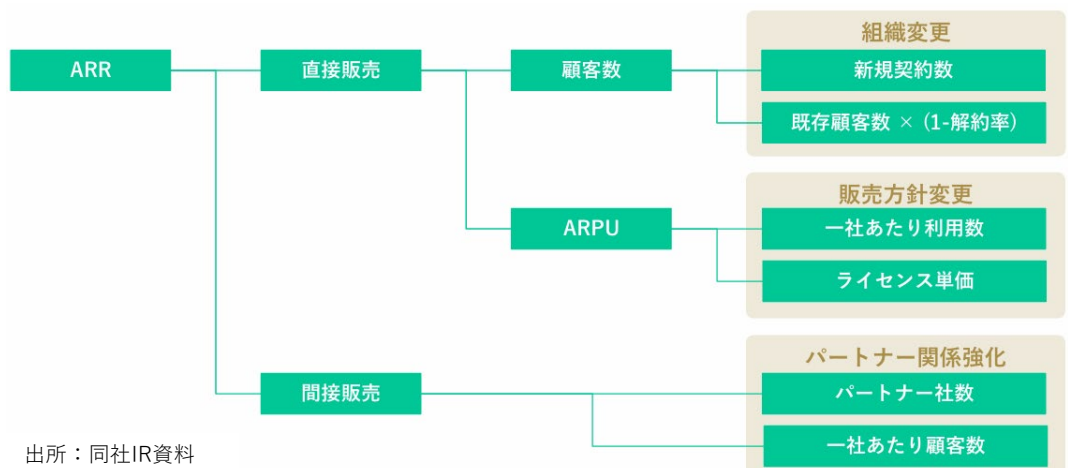 組織変更
ARR
直接販売
顧客数
新規契約数
既存顧客数 × (1-解約率)
販売方針変更
ARPU
一社あたり利用数
ライセンス単価
パートナー関係強化
間接販売
パートナー社数
一社あたり顧客数
出所：同社IR資料